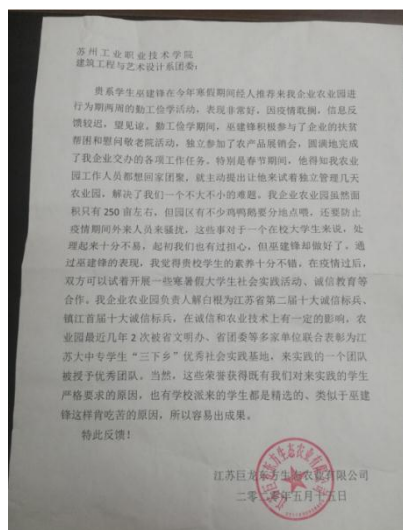 苏州工业职业技术学院
建筑工程与艺术设计系团委：
贵系学生巫建锋在今年寒假期间经人推荐来我企业农业园进
行为期两周的勤工俭学活动，表现非常好，因疫情耽搁，信息反
馈较迟，望见谅。勤工俭学期间，巫建锋积极参与了企业的扶贫
帮困和慰问敬老院活动，独立参加了农产品展销会，圆满地完成
了我企业交办的各项工作任务。特别是春节期间，他得知我农业
园工作人员都想回家团聚，就主动提出让他来试着独立管理几天
农业园，解决了我们一个不大不小的难题，我企业农业园虽然面
积只有250亩左右，但园区有不少鸡鸭鹅要分地点喂，还要防止
疫情期间外来人员来骚扰，这些事对于一个在校大学生来说，处
理起来十分不易，起初我们也有过担心，但巫建锋却做好了。通
过巫建锋的表现，我觉得贵校学生的素养十分不错，在疫情过后，
双方可以试着开展一些寒暑假大学生社会实践活动、诚信教育等
合作。我企业农业园负责人解白根为江苏省第二届十大诚信标兵、
镇江首届十大诚信标兵，在诚信和农业技术上有一定的影响，农
业园最近几年2次被省文明办、省团委等多家单位联合表彰为江
苏大中专学生“三下乡”优秀社会实践基地，来实践的一个团队
被授予优秀团队。当然，这些荣誉获得既有我们对来实践的学生
严格要求的原因，也有学校派来的学生都是精选的、类似于巫建
锋这样肯吃苦的原因，所以容易出成果。
特此反馈！
江苏巨龙东方生态农业有限公司
二零二零年五月十五日